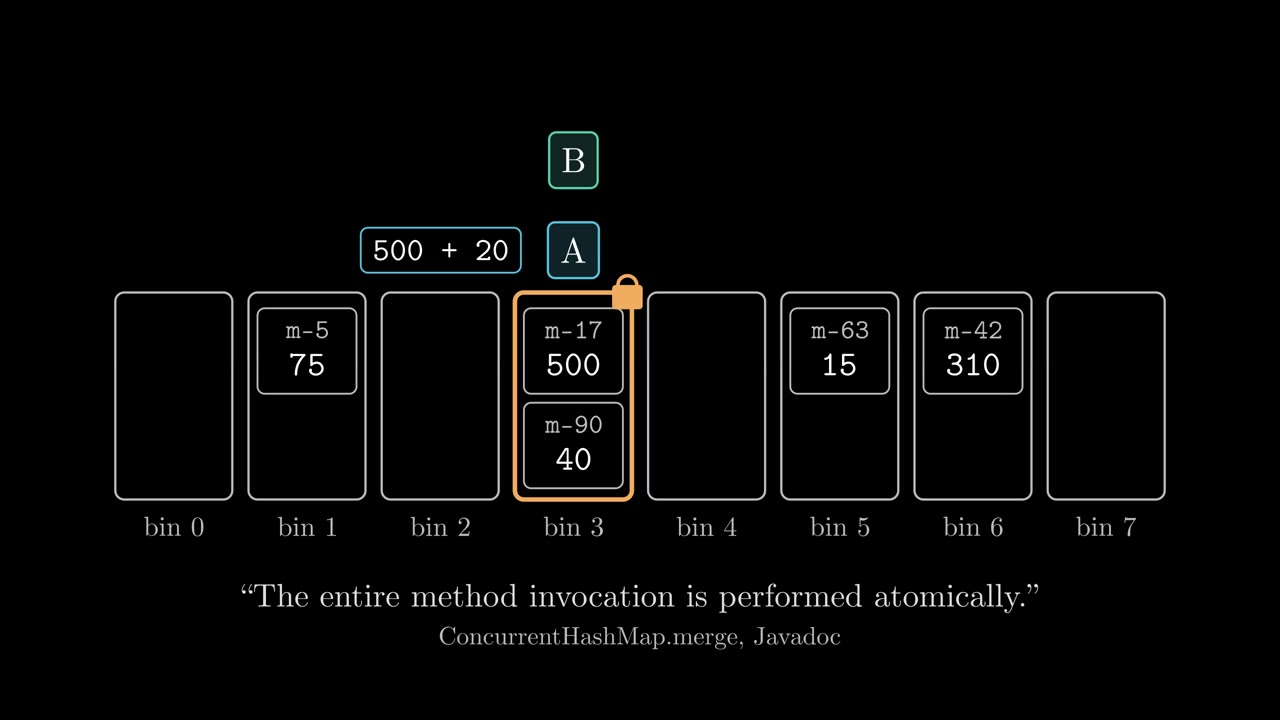 B
500 + 20
A
m-5
75
m-17
500
m-90
40
m-63
15
m-42
310
bin 0
bin 1
bin 2
bin 3
bin 4
bin 5
bin 6
bin 7
“The entire method invocation is performed atomically.”
ConcurrentHashMap.merge, Javadoc